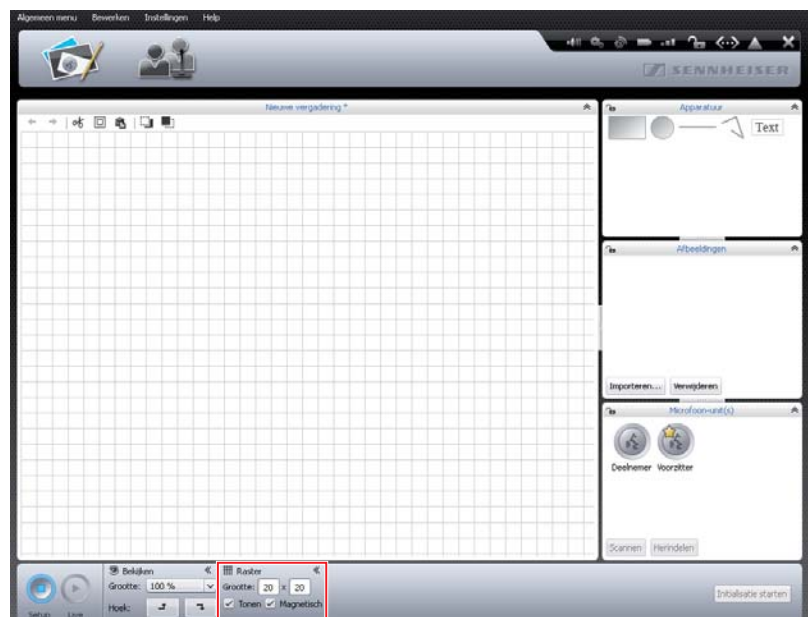 Algemeen menu Bewerken Instellingen Help
SENNHEISER
Nieuwe vergadering *
Apparatuur
Text
Afbeeldingen
Importeren... Verwijderen
Microfoon-unit(s)
Deelnemer Voorzitter
Scannen Herindelen
Bekijken
Grootte: 100 %
Hoek:
Raster
Grootte: 20 x 20
Tonen Magnetisch
Setup Live
Initialisatie starten